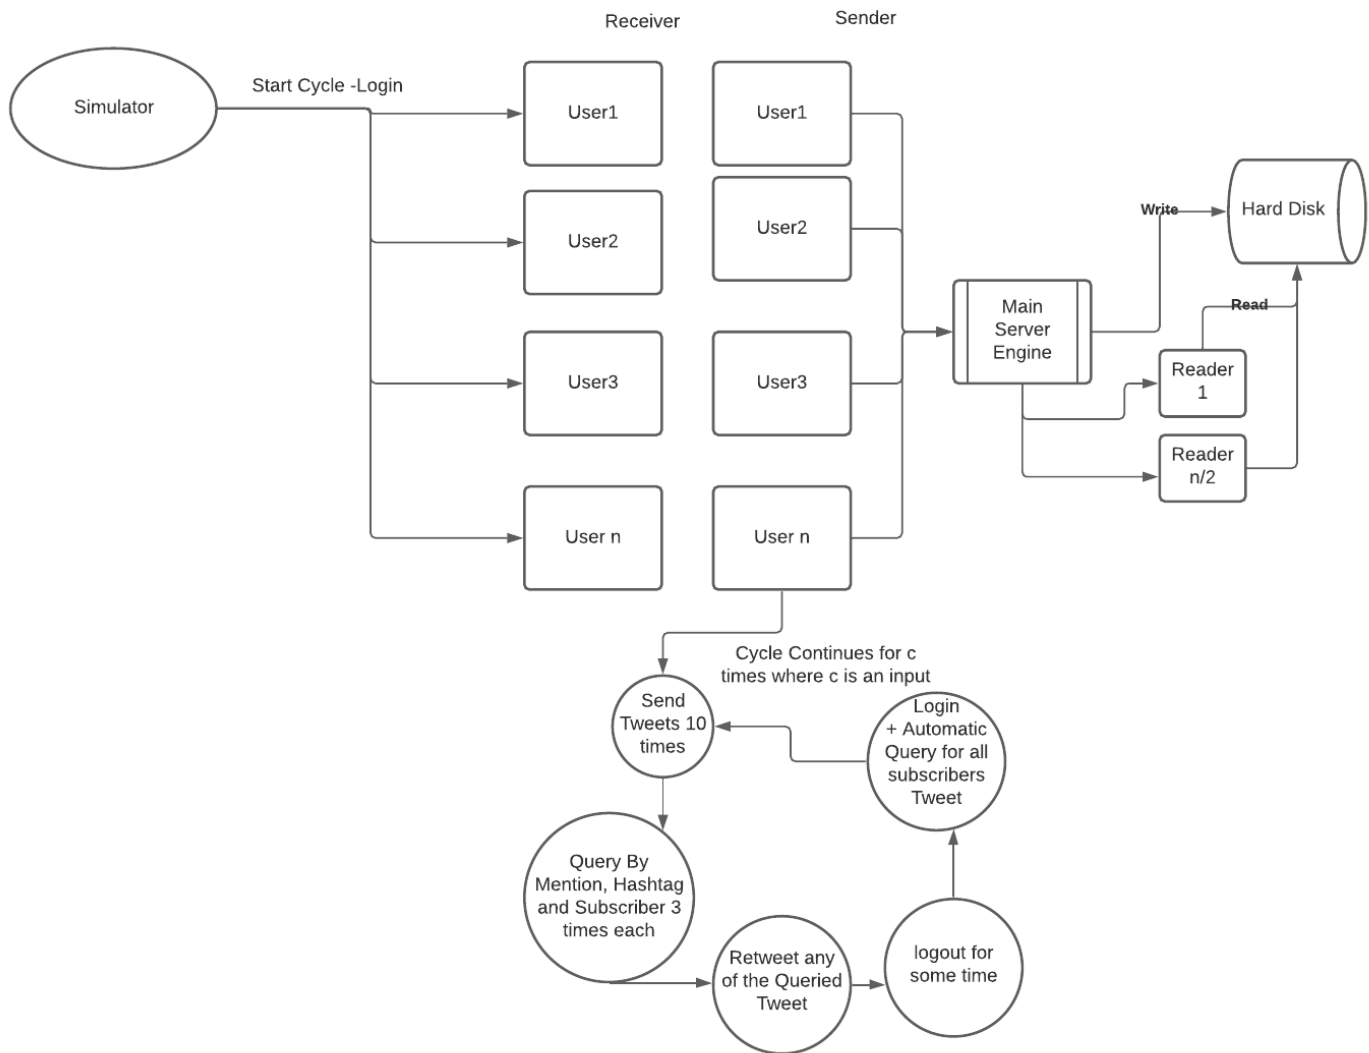 Receiver
Sender
Start Cycle -Login
Simulator
User1
User1
User2
User2
User3
User3
User n
User n
Main
Server
Engine
Write
Hard Disk
Read
Reader
1
Reader
n/2
Cycle Continues for c
times where c is an input
Send
Tweets 10
times
Login
+ Automatic
Query for all
subscribers
Tweet
Query By
Mention, Hashtag
and Subscriber 3
times each
Retweet any
of the Queried
Tweet
logout for
some time